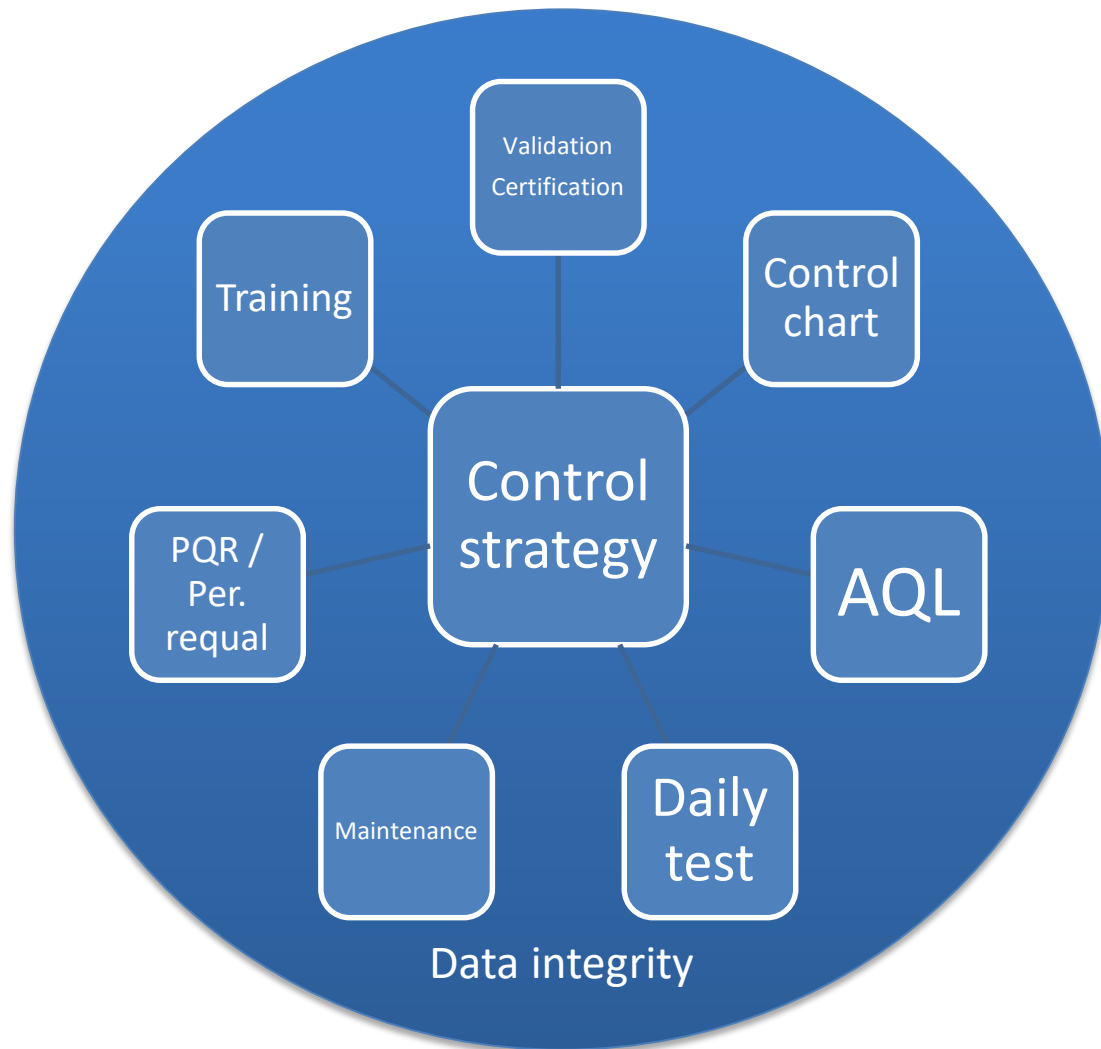 Validation
Certification
Training
Control
chart
Control
strategy
PQR /
Per.
requal
AQL
Maintenance
Daily
test
Data integrity